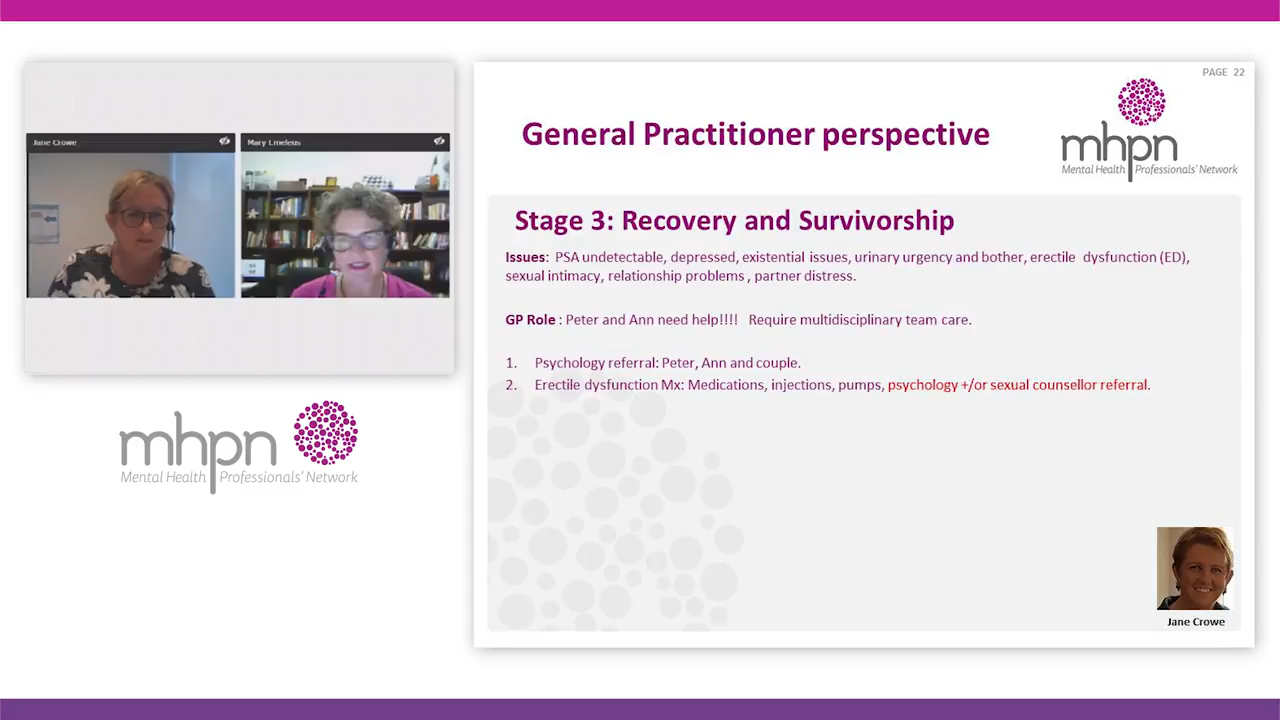 Jane Crowe
Mary Emeleus
mhpn
Mental Health Professionals' Network
PAGE 22
General Practitioner perspective
mhpn
Mental Health Professionals' Network
Stage 3: Recovery and Survivorship
Issues: PSA undetectable, depressed, existential issues, urinary urgency and bother, erectile dysfunction (ED),
sexual intimacy, relationship problems , partner distress.
GP Role : Peter and Ann need help!!!! Require multidisciplinary team care.
1. Psychology referral: Peter, Ann and couple.
2. Erectile dysfunction Mx: Medications, injections, pumps, psychology +/or sexual counsellor referral.
Jane Crowe